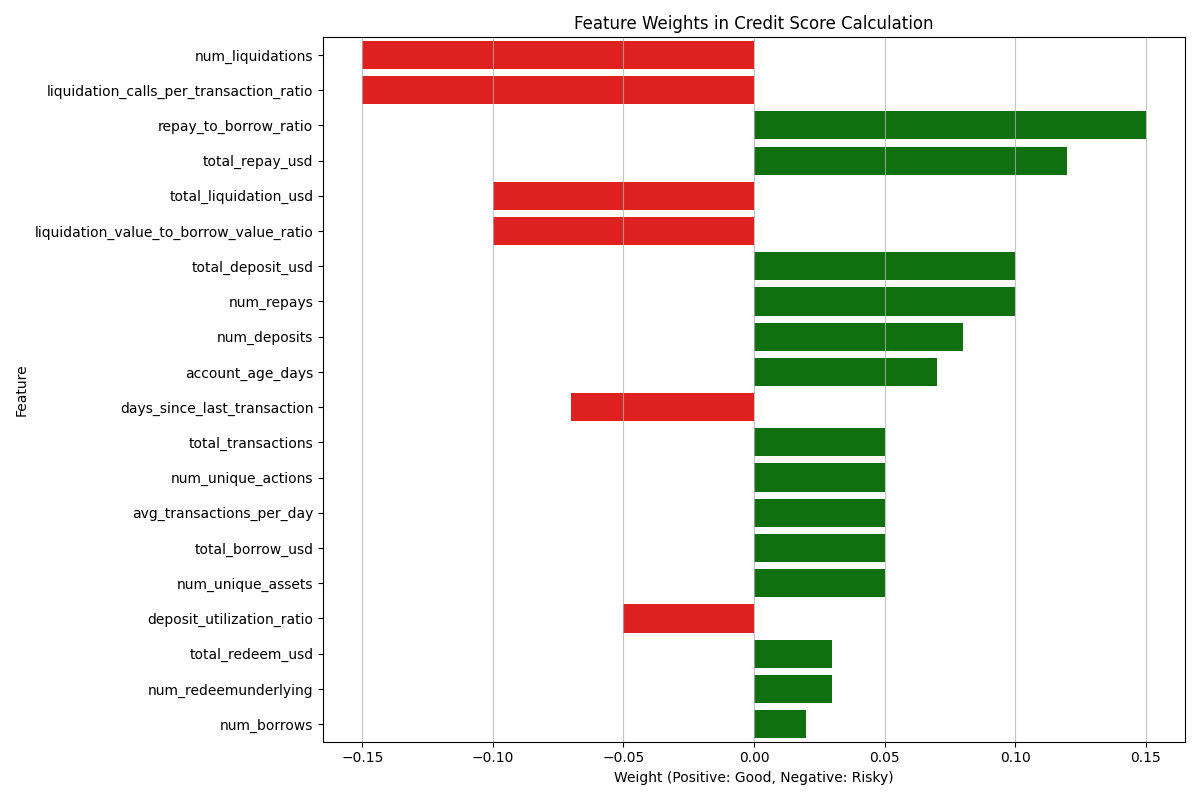 Feature Weights in Credit Score Calculation
num_liquidations
liquidation_calls_per_transaction_ratio
repay_to_borrow_ratio
total_repay_usd
total_liquidation_usd
liquidation_value_to_borrow_value_ratio
total_deposit_usd
num_repays
num_deposits
account_age_days
days_since_last_transaction
total_transactions
num_unique_actions
avg_transactions_per_day
total_borrow_usd
num_unique_assets
deposit_utilization_ratio
total_redeem_usd
num_redeemunderlying
num_borrows
Feature
−0.15 −0.10 −0.05 0.00 0.05 0.10 0.15
Weight (Positive: Good, Negative: Risky)